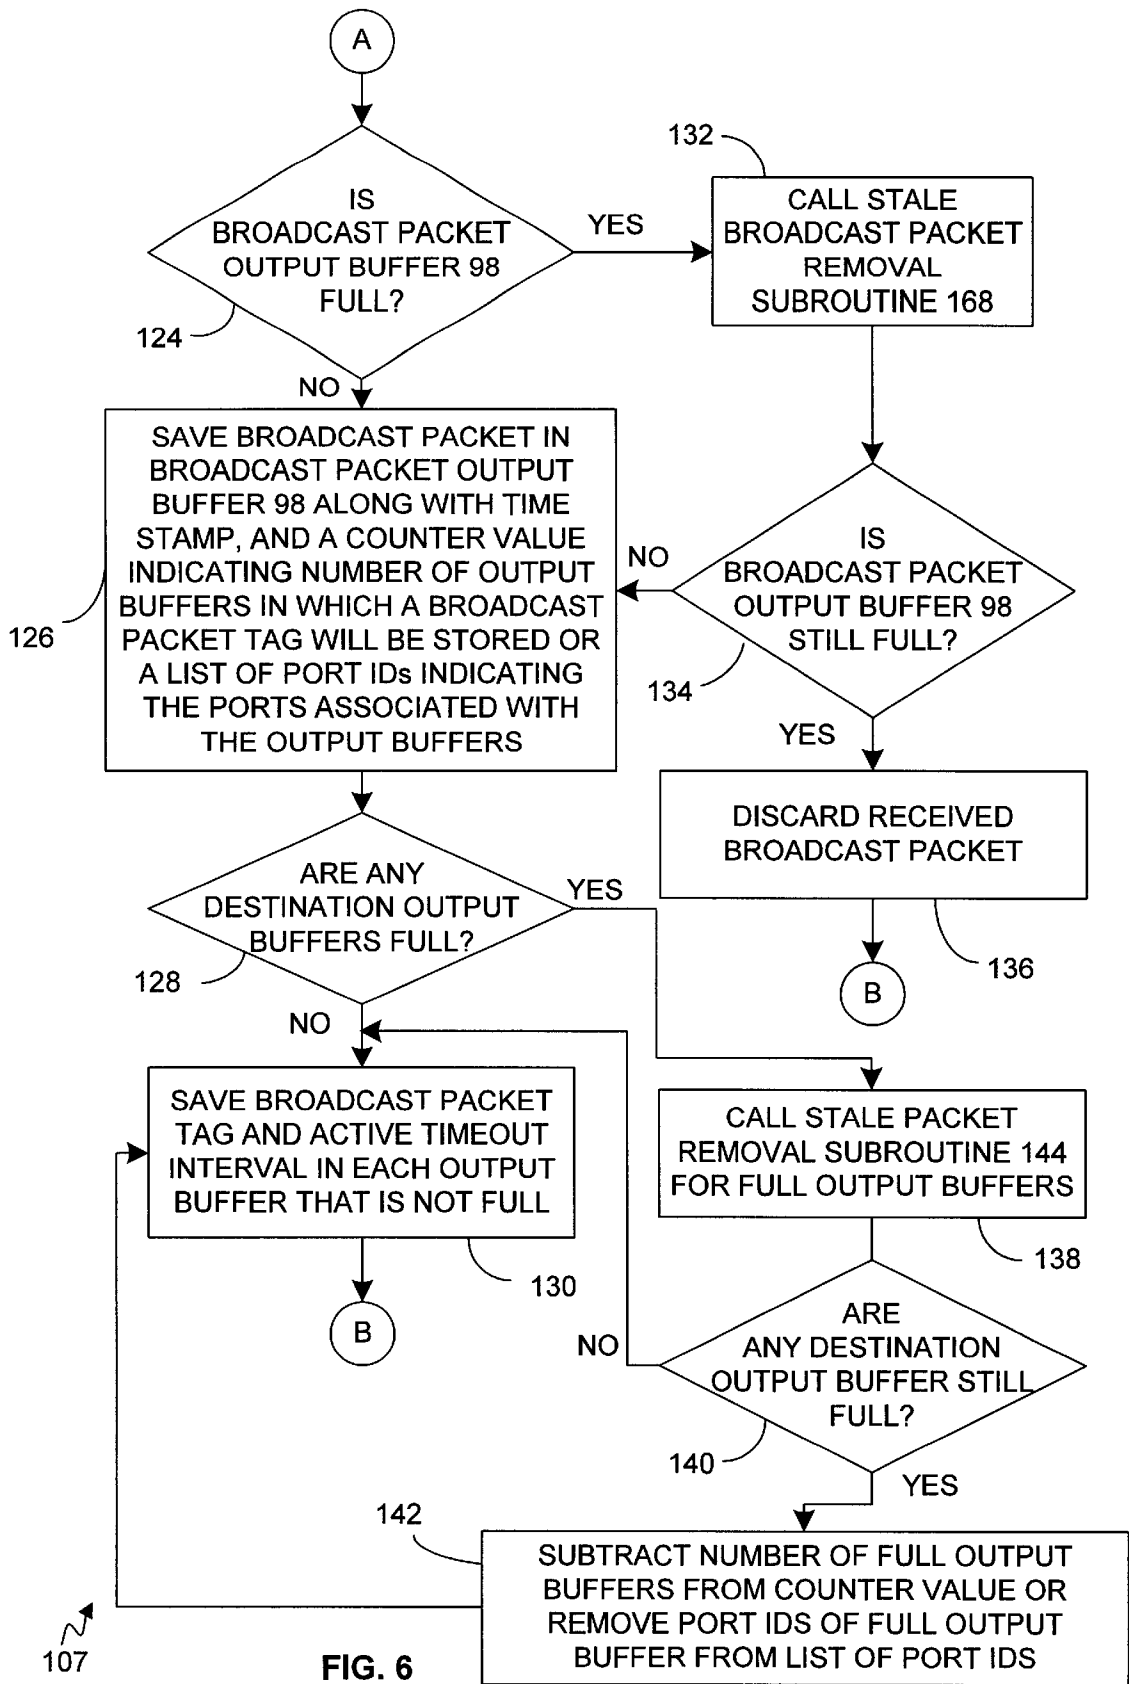 A
IS
BROADCAST PACKET
OUTPUT BUFFER 98
FULL?
124
YES
132
CALL STALE
BROADCAST PACKET
REMOVAL
SUBROUTINE 168
NO
SAVE BROADCAST PACKET IN
BROADCAST PACKET OUTPUT
BUFFER 98 ALONG WITH TIME
STAMP, AND A COUNTER VALUE
INDICATING NUMBER OF OUTPUT
BUFFERS IN WHICH A BROADCAST
PACKET TAG WILL BE STORED OR
A LIST OF PORT IDs INDICATING
THE PORTS ASSOCIATED WITH
THE OUTPUT BUFFERS
126
NO
IS
BROADCAST PACKET
OUTPUT BUFFER 98
STILL FULL?
134
YES
DISCARD RECEIVED
BROADCAST PACKET
136
B
ARE ANY
DESTINATION OUTPUT
BUFFERS FULL?
128
YES
NO
SAVE BROADCAST PACKET
TAG AND ACTIVE TIMEOUT
INTERVAL IN EACH OUTPUT
BUFFER THAT IS NOT FULL
130
B
CALL STALE PACKET
REMOVAL SUBROUTINE 144
FOR FULL OUTPUT BUFFERS
138
NO
ARE
ANY DESTINATION
OUTPUT BUFFER STILL
FULL?
140
YES
142
SUBTRACT NUMBER OF FULL OUTPUT
BUFFERS FROM COUNTER VALUE OR
REMOVE PORT IDS OF FULL OUTPUT
BUFFER FROM LIST OF PORT IDS
107
FIG. 6